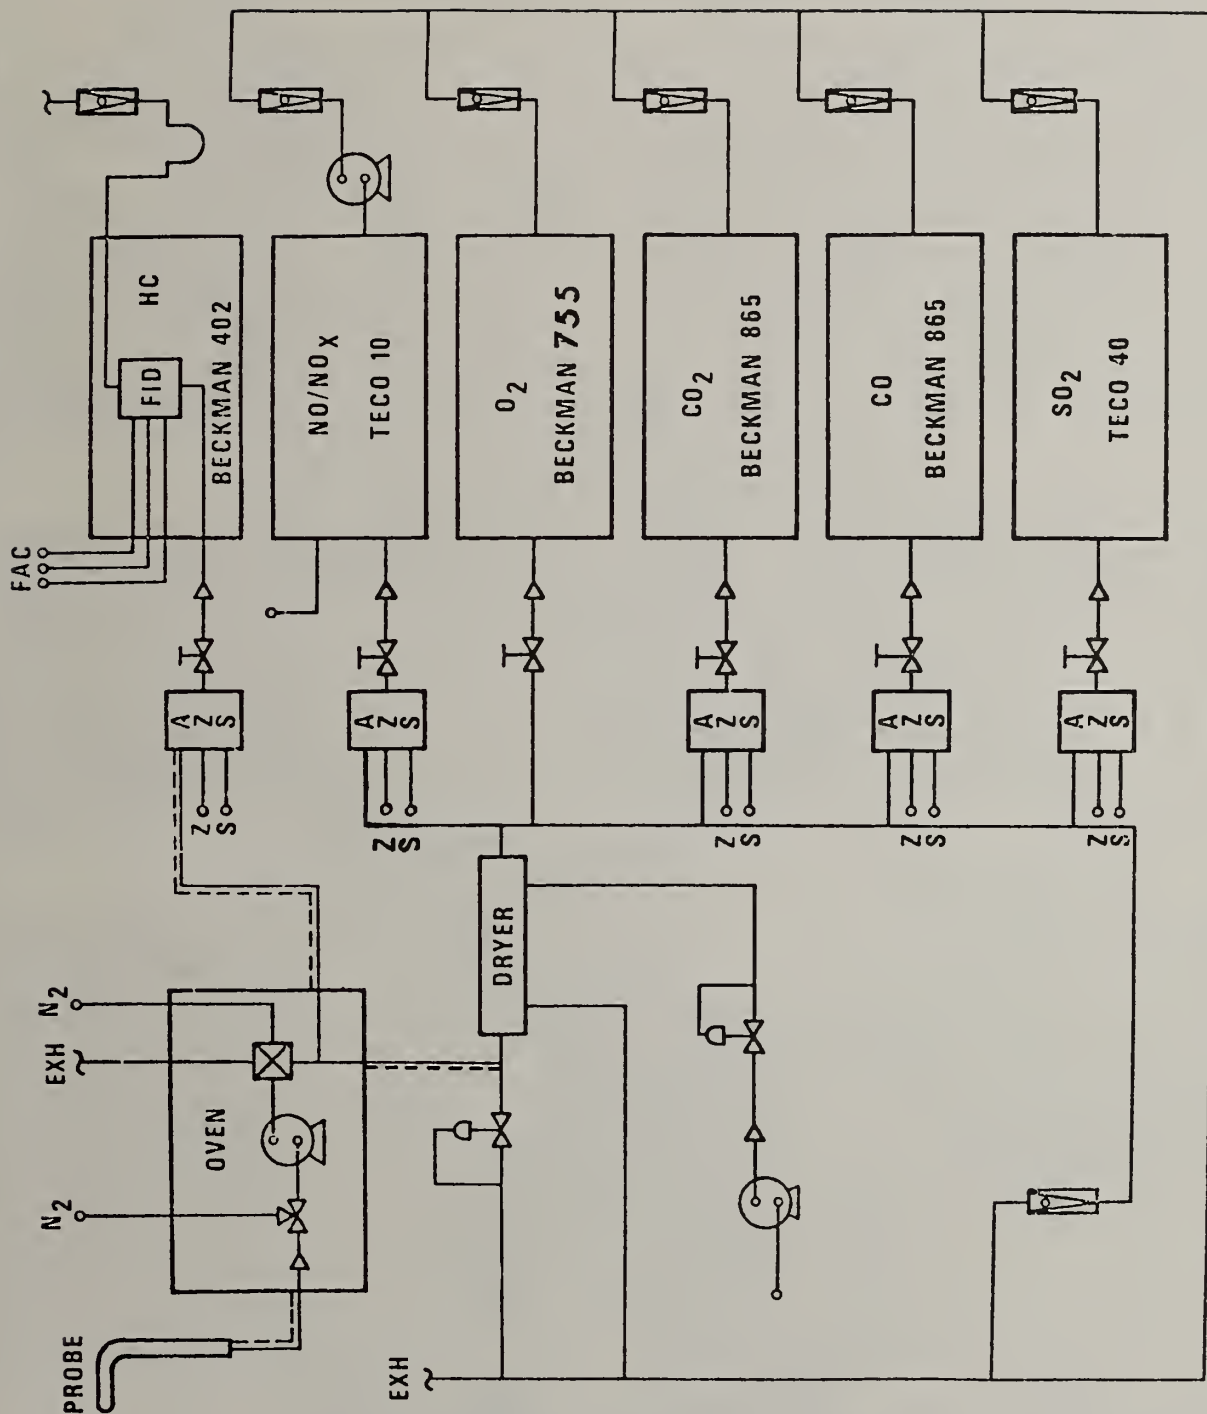 FAC
FID
HC
BECKMAN 402
NO/NOX
TECO 10
O2
BECKMAN 755
CO2
BECKMAN 865
CO
BECKMAN 865
SO2
TECO 40
A
Z
S
Z
S
A
Z
S
Z
S
A
Z
S
Z
S
A
Z
S
Z
S
A
Z
S
Z
S
PROBE
N2
EXH
N2
OVEN
DRYER
EXH